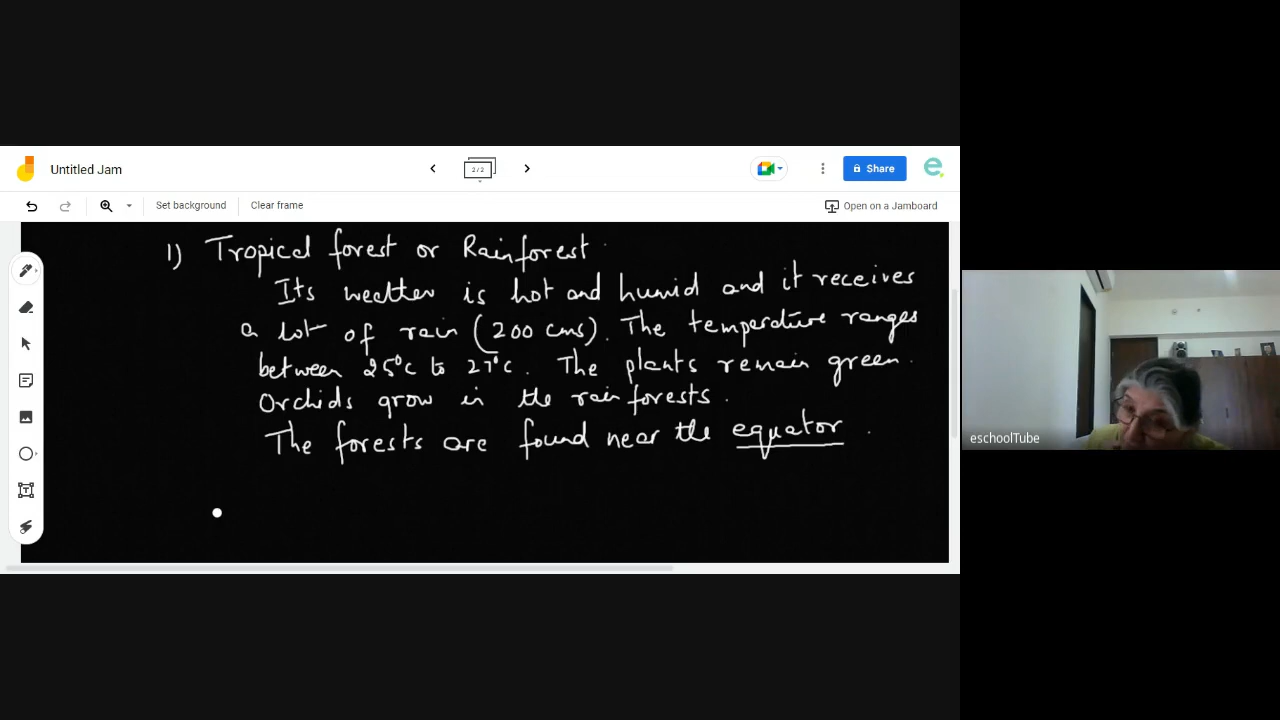 Untitled Jam
2/2
Share
Set background
Clear frame
Open on a Jamboard
1) Tropical forest or Rainforest.
Its weather is hot and humid and it receives
a lot of rain (200 cms). The temperature ranges
between 25°C to 27°C. The plants remain green.
Orchids grow in the rain forests.
The forests are found near the equator.
eschoolTube